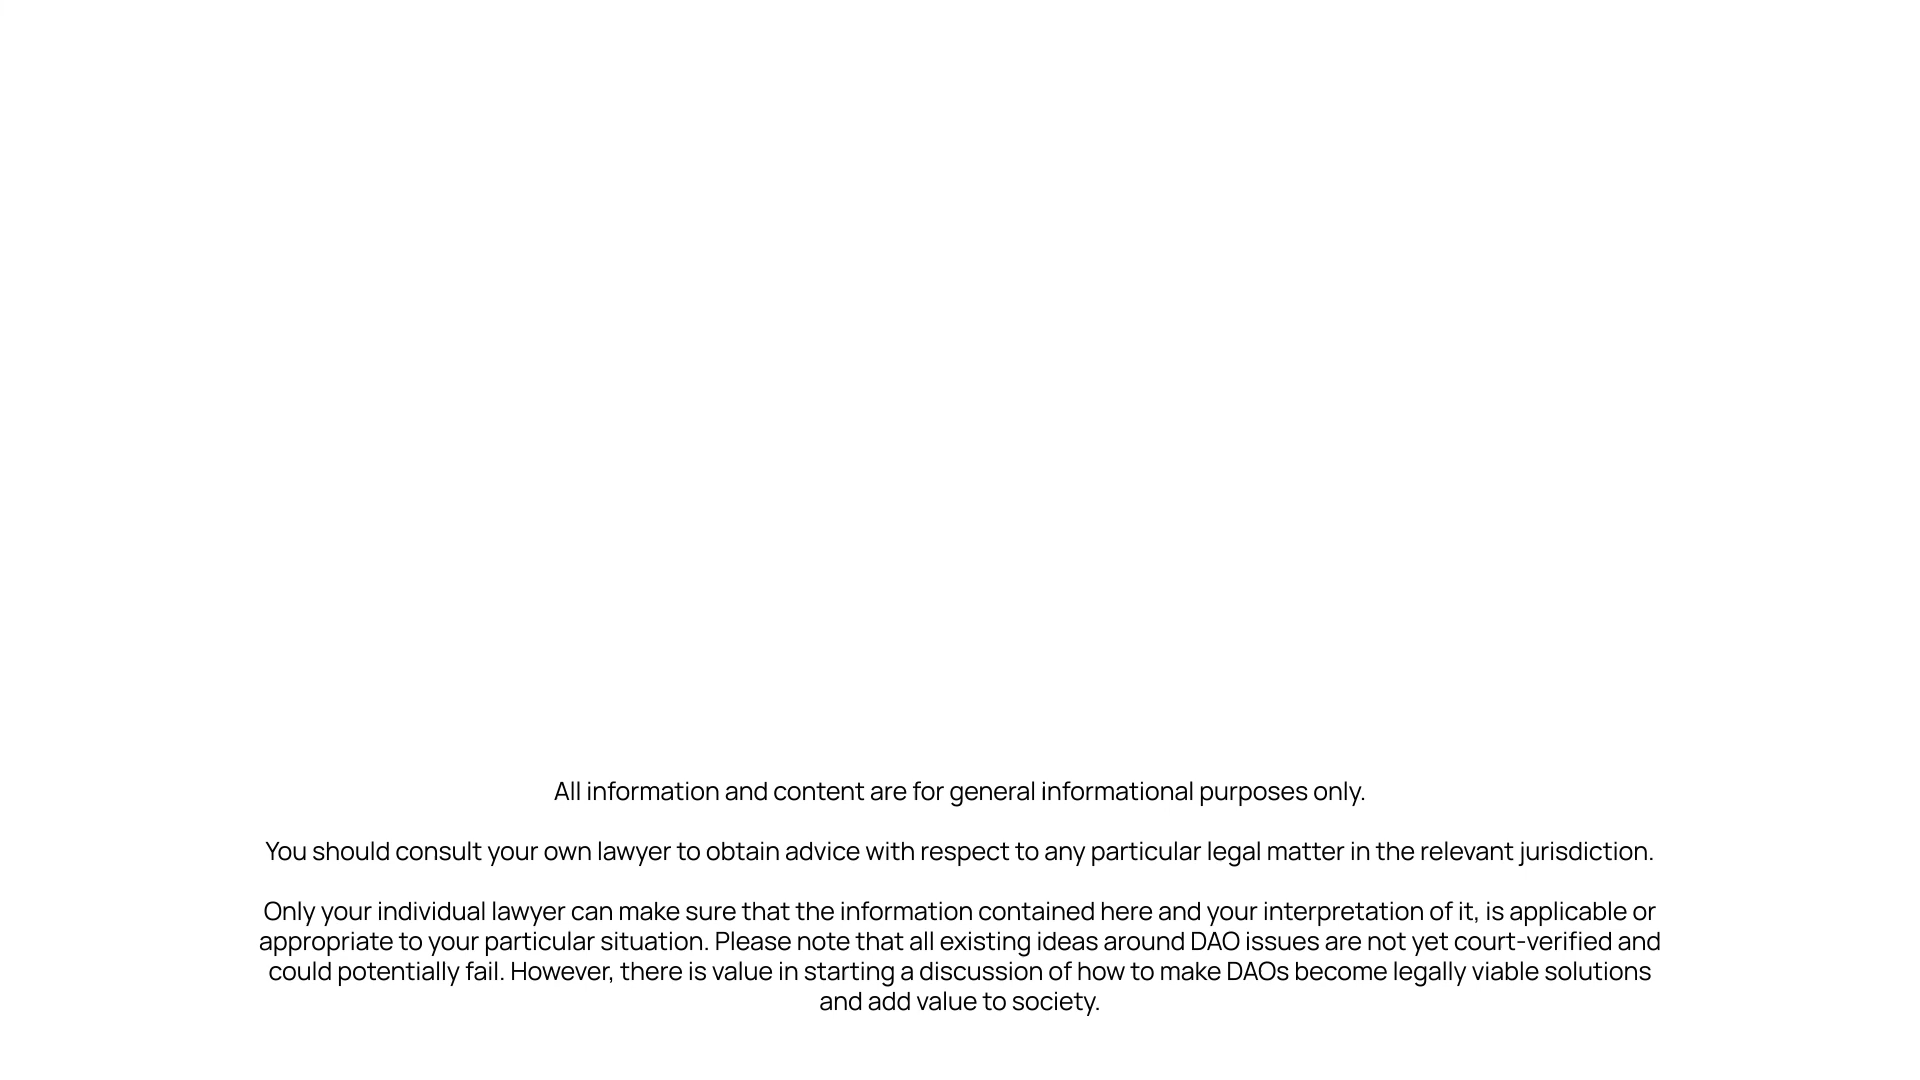 All information and content are for general informational purposes only.
You should consult your own lawyer to obtain advice with respect to any particular legal matter in the relevant jurisdiction.
Only your individual lawyer can make sure that the information contained here and your interpretation of it, is applicable or
appropriate to your particular situation. Please note that all existing ideas around DAO issues are not yet court-verified and
could potentially fail. However, there is value in starting a discussion of how to make DAOs become legally viable solutions
and add value to society.